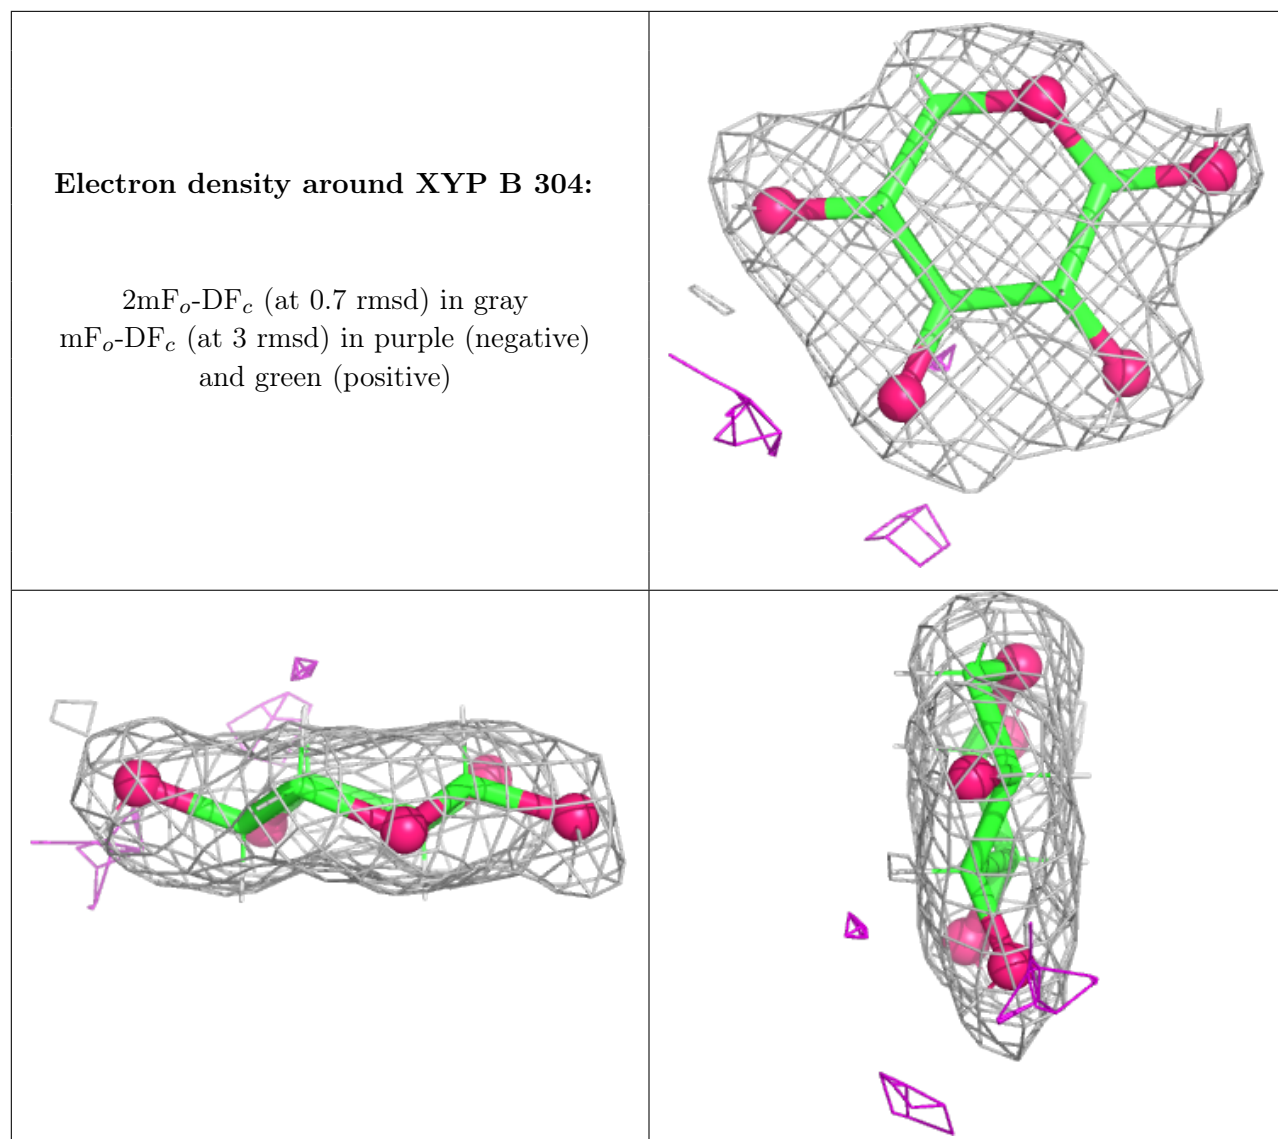 Electron density around XYP B 304:
2mFₒ-DF𝒸 (at 0.7 rmsd) in gray
mFₒ-DF𝒸 (at 3 rmsd) in purple (negative)
and green (positive)